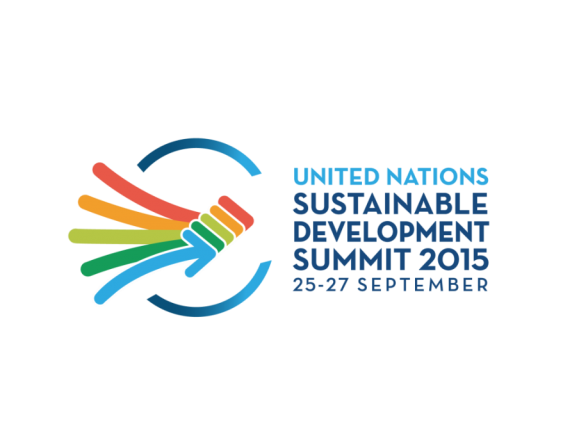 UNITED NATIONS
SUSTAINABLE
DEVELOPMENT
SUMMIT 2015
25-27 SEPTEMBER